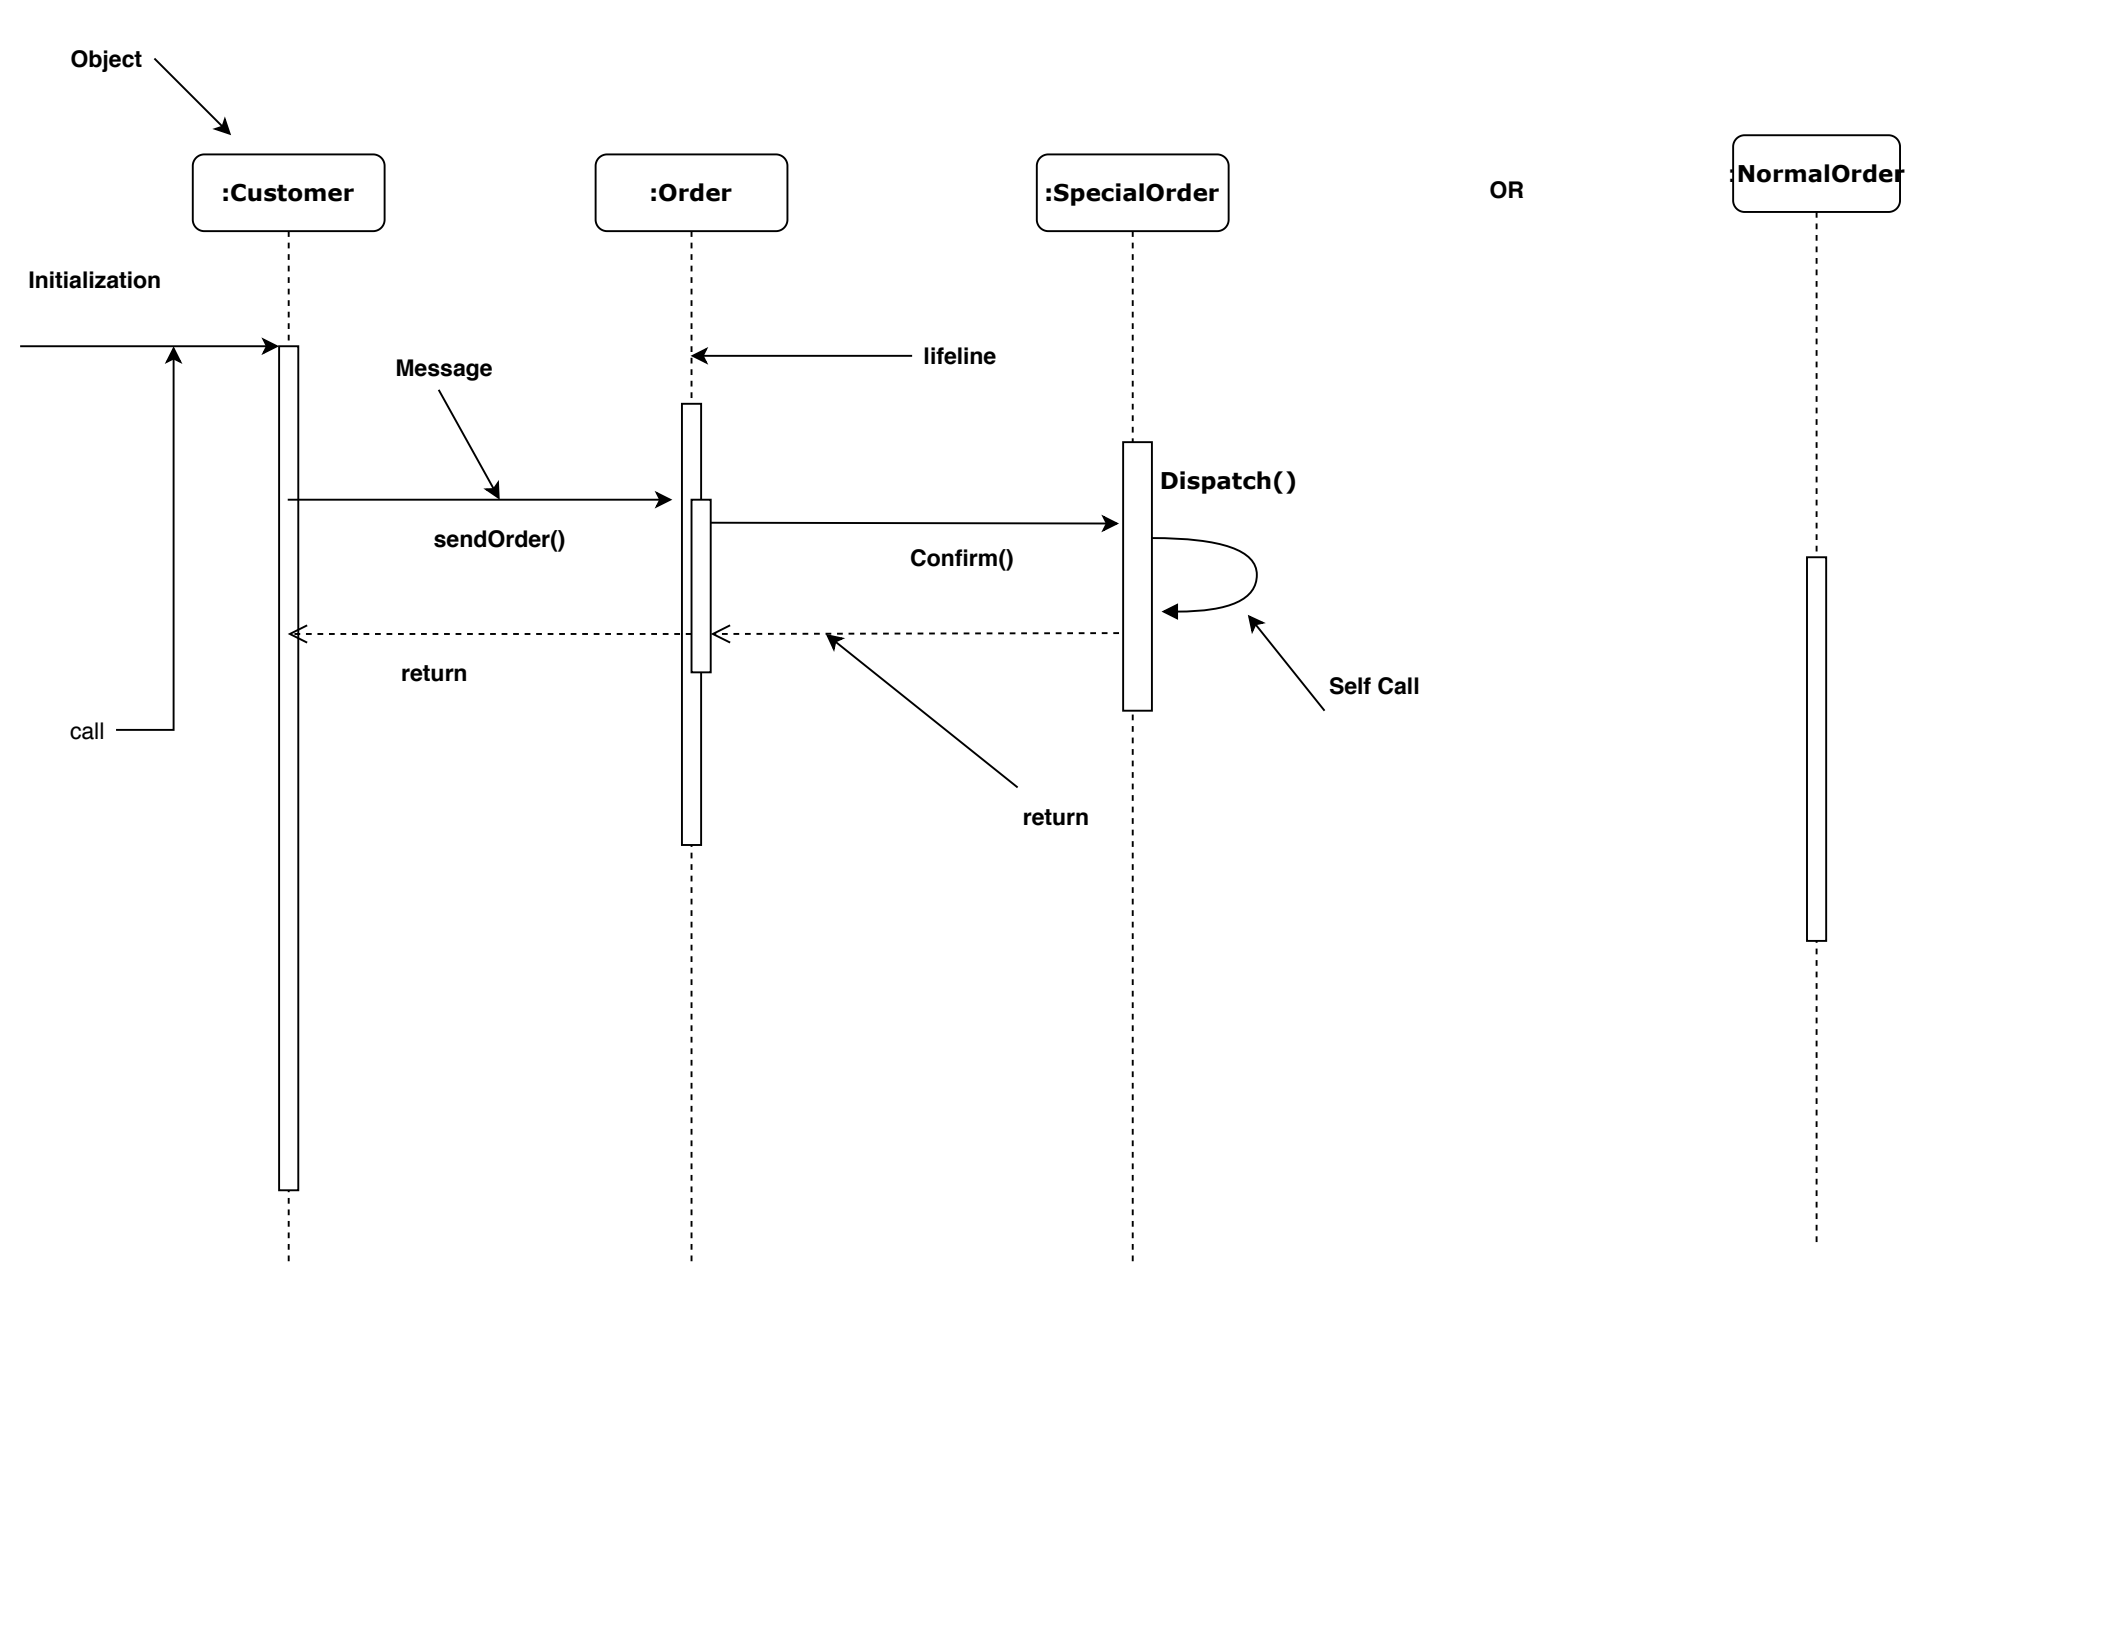 Object
:Customer
:Order
:SpecialOrder
OR
:NormalOrder
Initialization
Message
lifeline
Dispatch()
sendOrder()
Confirm()
return
Self Call
call
return